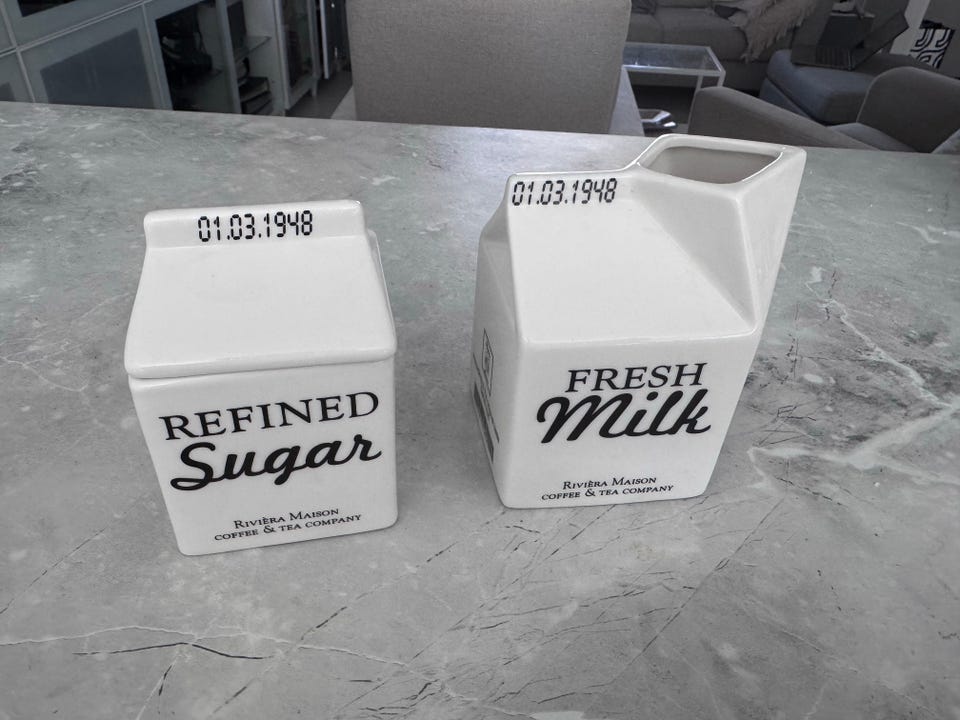 01.03.1948
REFINED
Sugar
RIVIÈRA MAISON
COFFEE & TEA COMPANY
01.03.1948
FRESH
Milk
RIVIÈRA MAISON
COFFEE & TEA COMPANY